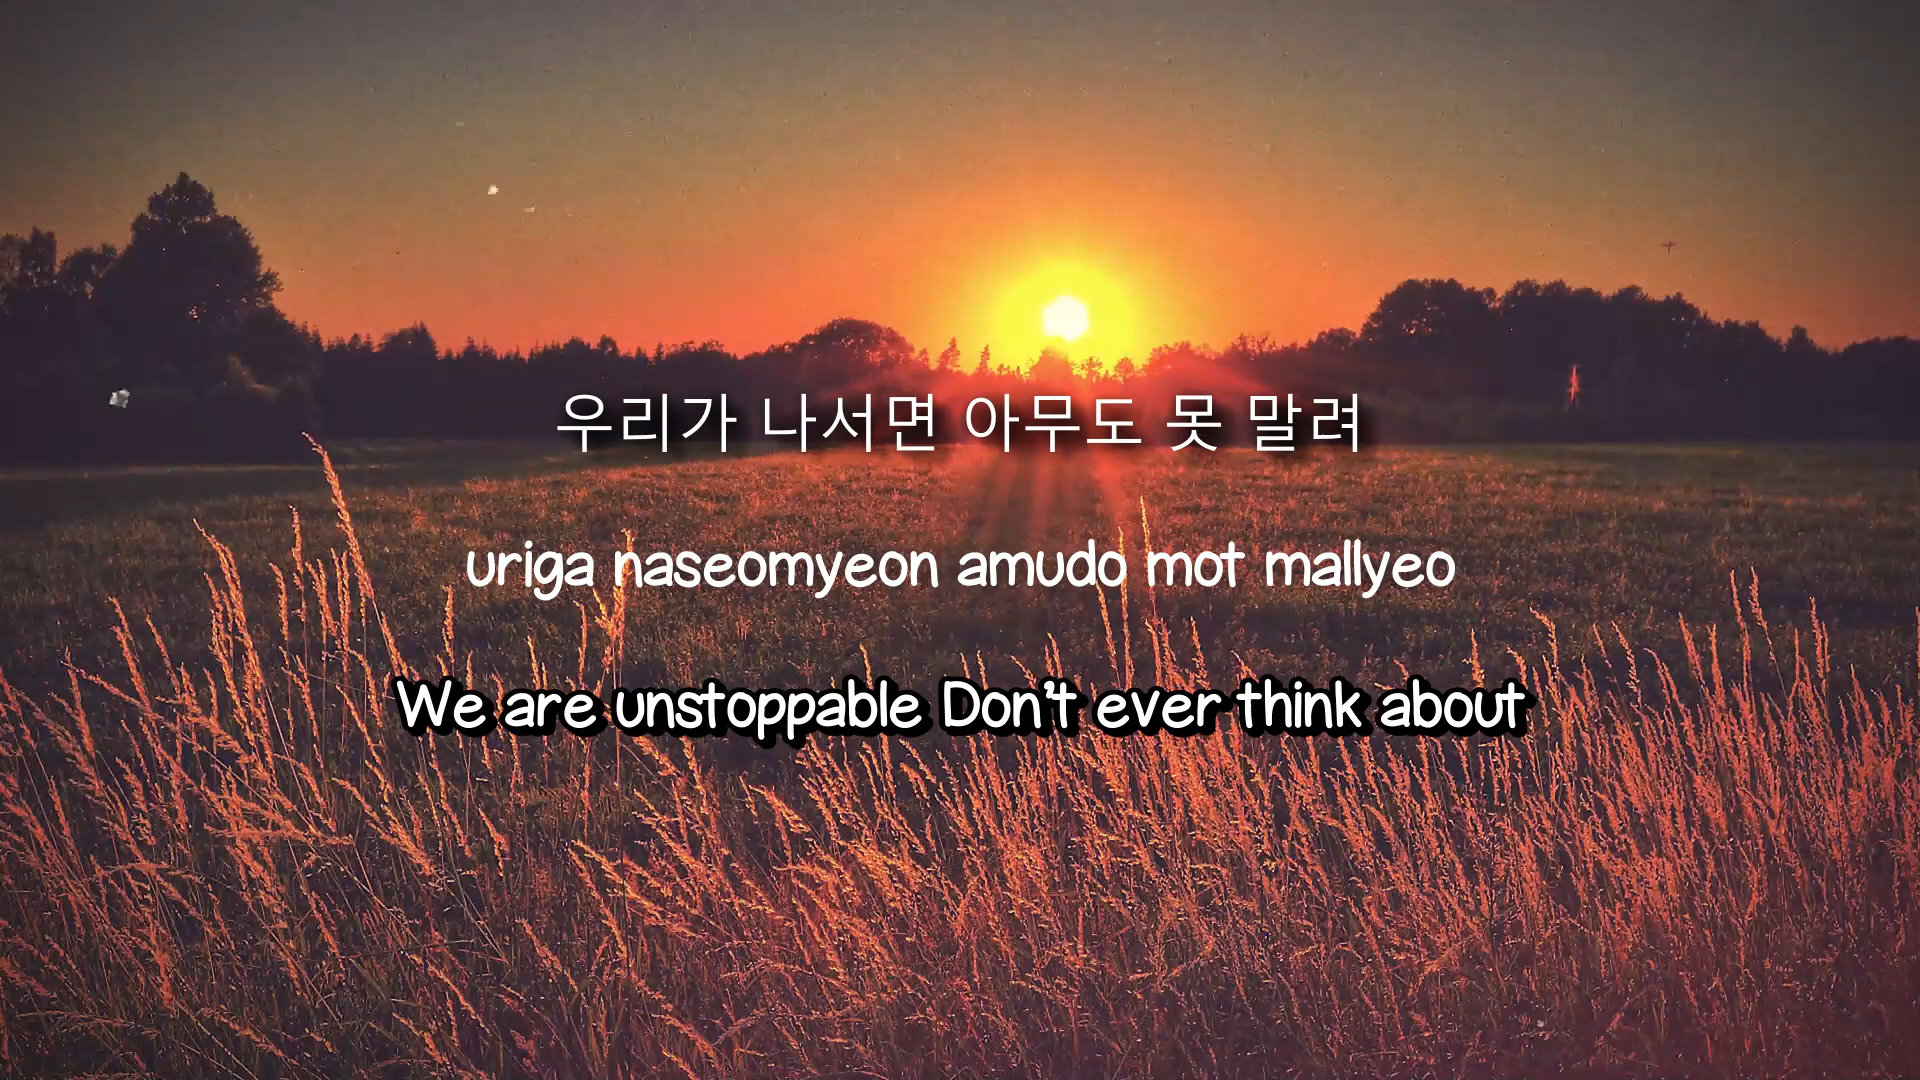 우리가 나서면 아무도 못 말려
uriga naseomyeon amudo mot mallyeo
We are unstoppable Don't ever think about